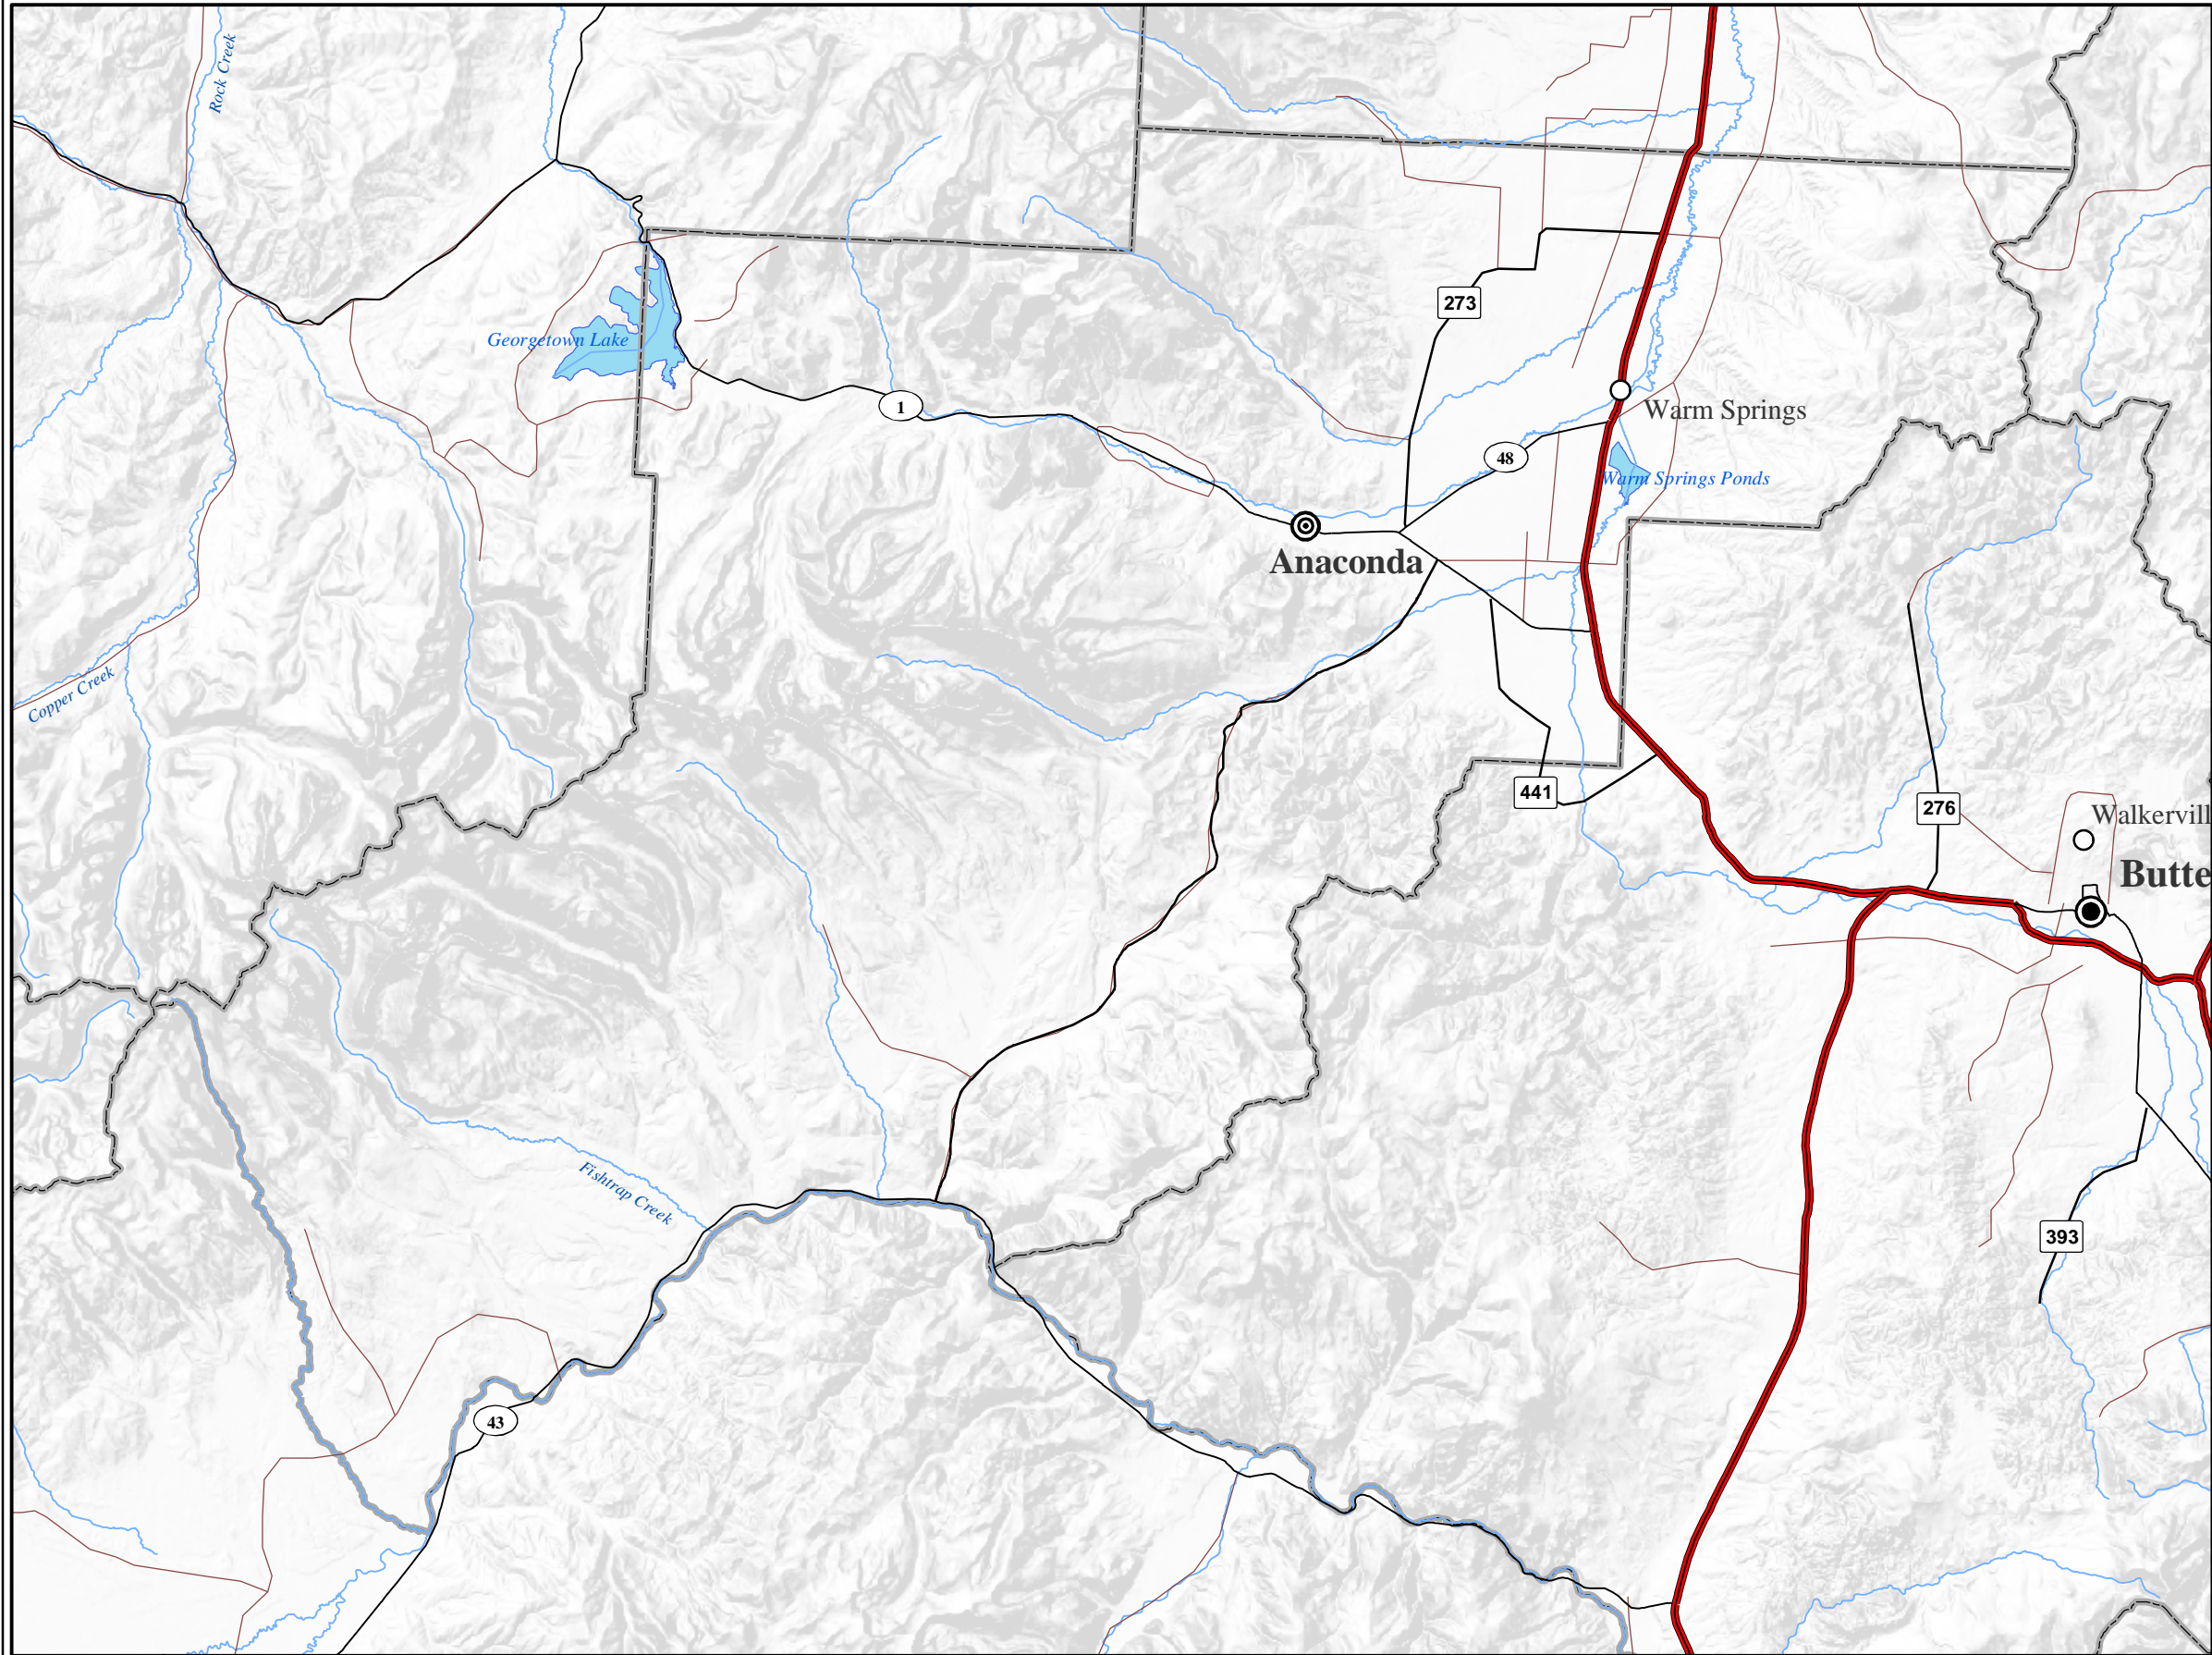 Rock Creek
273
Georgetown Lake
1
Warm Springs
48
Warm Springs Ponds
Anaconda
Copper Creek
441
276
Walkervill
Butte
Fishtrap Creek
393
43